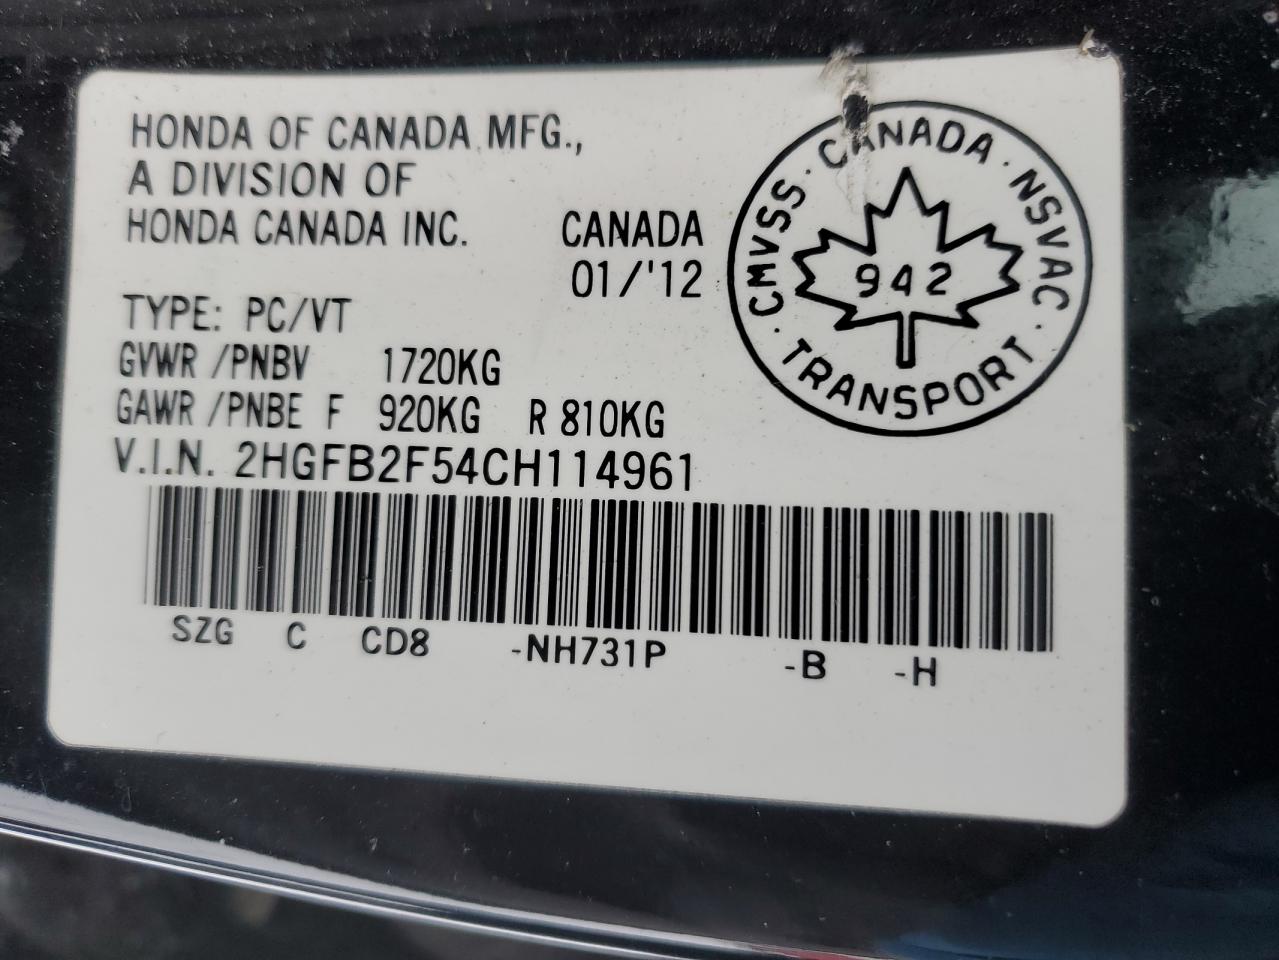 HONDA OF CANADA MFG.,
A DIVISION OF
HONDA CANADA INC. CANADA
01/'12
TYPE: PC/VT
GVWR /PNBV 1720KG
GAWR /PNBE F 920KG R 810KG
V.I.N. 2HGFB2F54CH114961
SZG C CD8 -NH731P -B -H
CMVSS · CANADA · NSVAC ·
942
· TRANSPORT ·